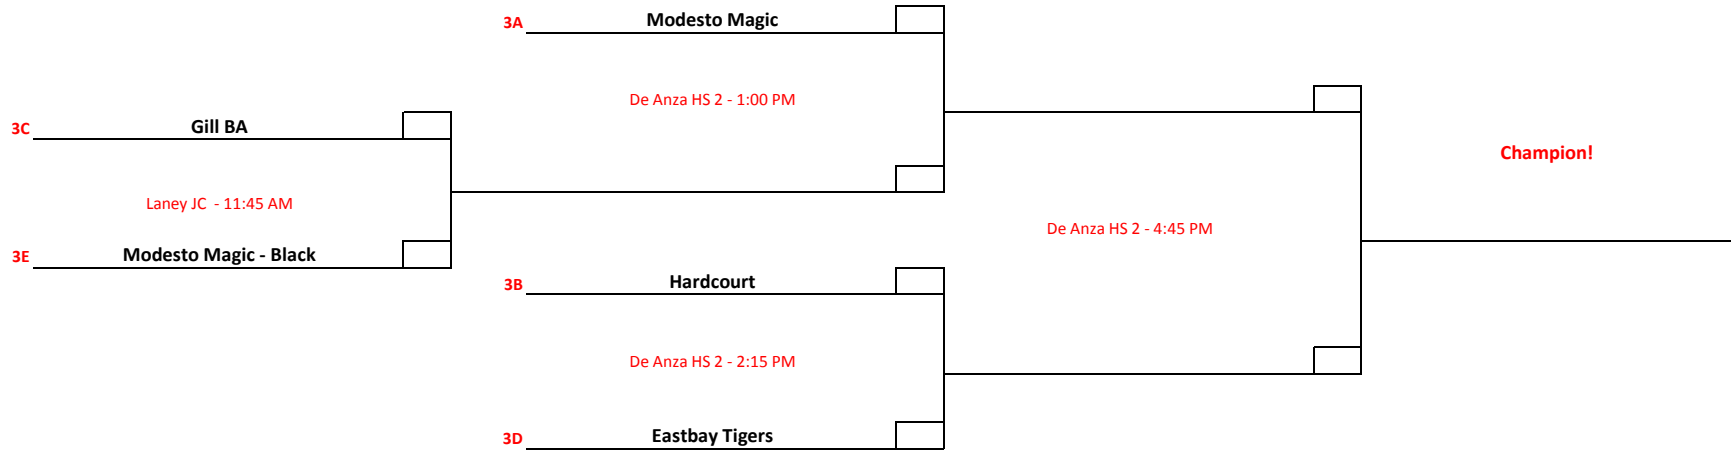 3A Modesto Magic
De Anza HS 2 - 1:00 PM
3C Gill BA
Champion!
Laney JC - 11:45 AM
De Anza HS 2 - 4:45 PM
3E Modesto Magic - Black
3B Hardcourt
De Anza HS 2 - 2:15 PM
3D Eastbay Tigers